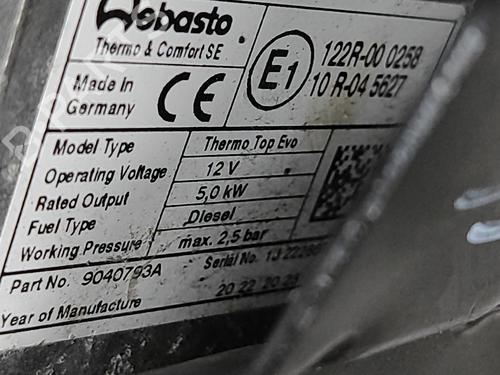 Webasto
Thermo & Comfort SE
E1
122R-00 0258
10 R-04 5627
Made in
Germany
CE
Model Type Thermo Top Evo
Operating Voltage 12 V
Rated Output 5,0 kW
Fuel Type Diesel
Working Pressure max. 2,5 bar
Part No. 9040793A Serial No.
Year of Manufacture 20 22 20 23